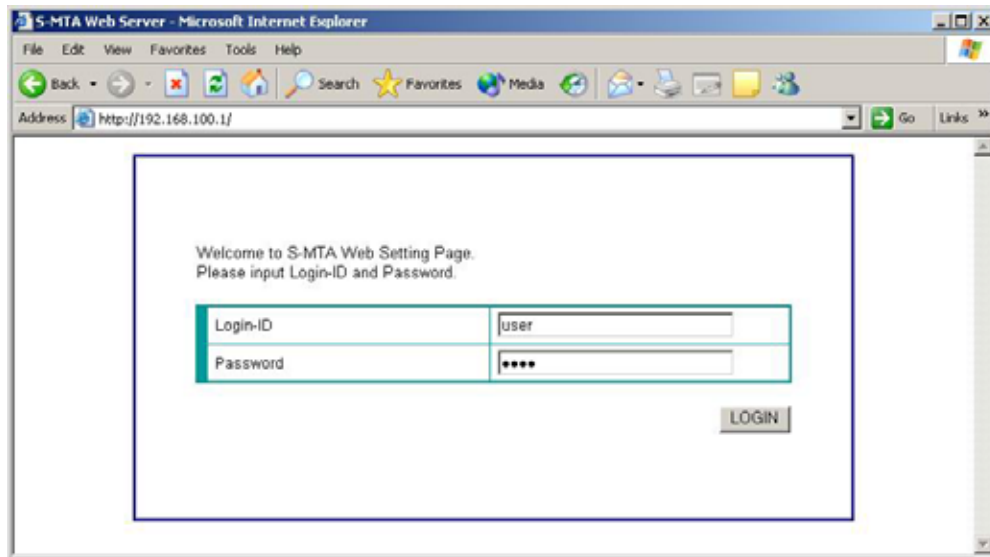 S-MTA Web Server - Microsoft Internet Explorer
File Edit View Favorites Tools Help
Back Search Favorites Media
Address http://192.168.100.1/ Go Links »
Welcome to S-MTA Web Setting Page.
Please input Login-ID and Password.
Login-ID user
Password ••••
LOGIN